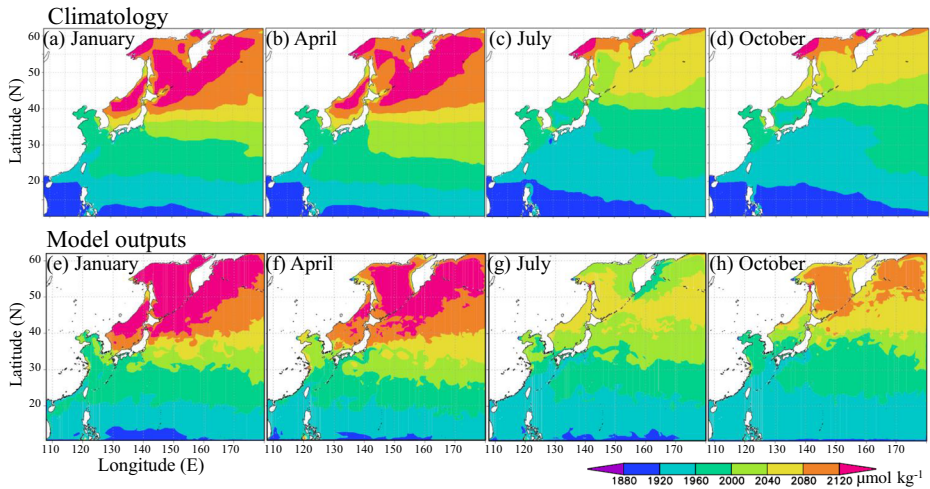 Climatology
(a) January (b) April (c) July (d) October
60
50
40
30
20
Latitude (N)
Model outputs
(e) January (f) April (g) July (h) October
60
50
40
30
20
Latitude (N)
110 120 130 140 150 160 170 110 120 130 140 150 160 170 110 120 130 140 150 160 170 110 120 130 140 150 160 170
Longitude (E)
1880 1920 1960 2000 2040 2080 2120 μmol kg⁻¹